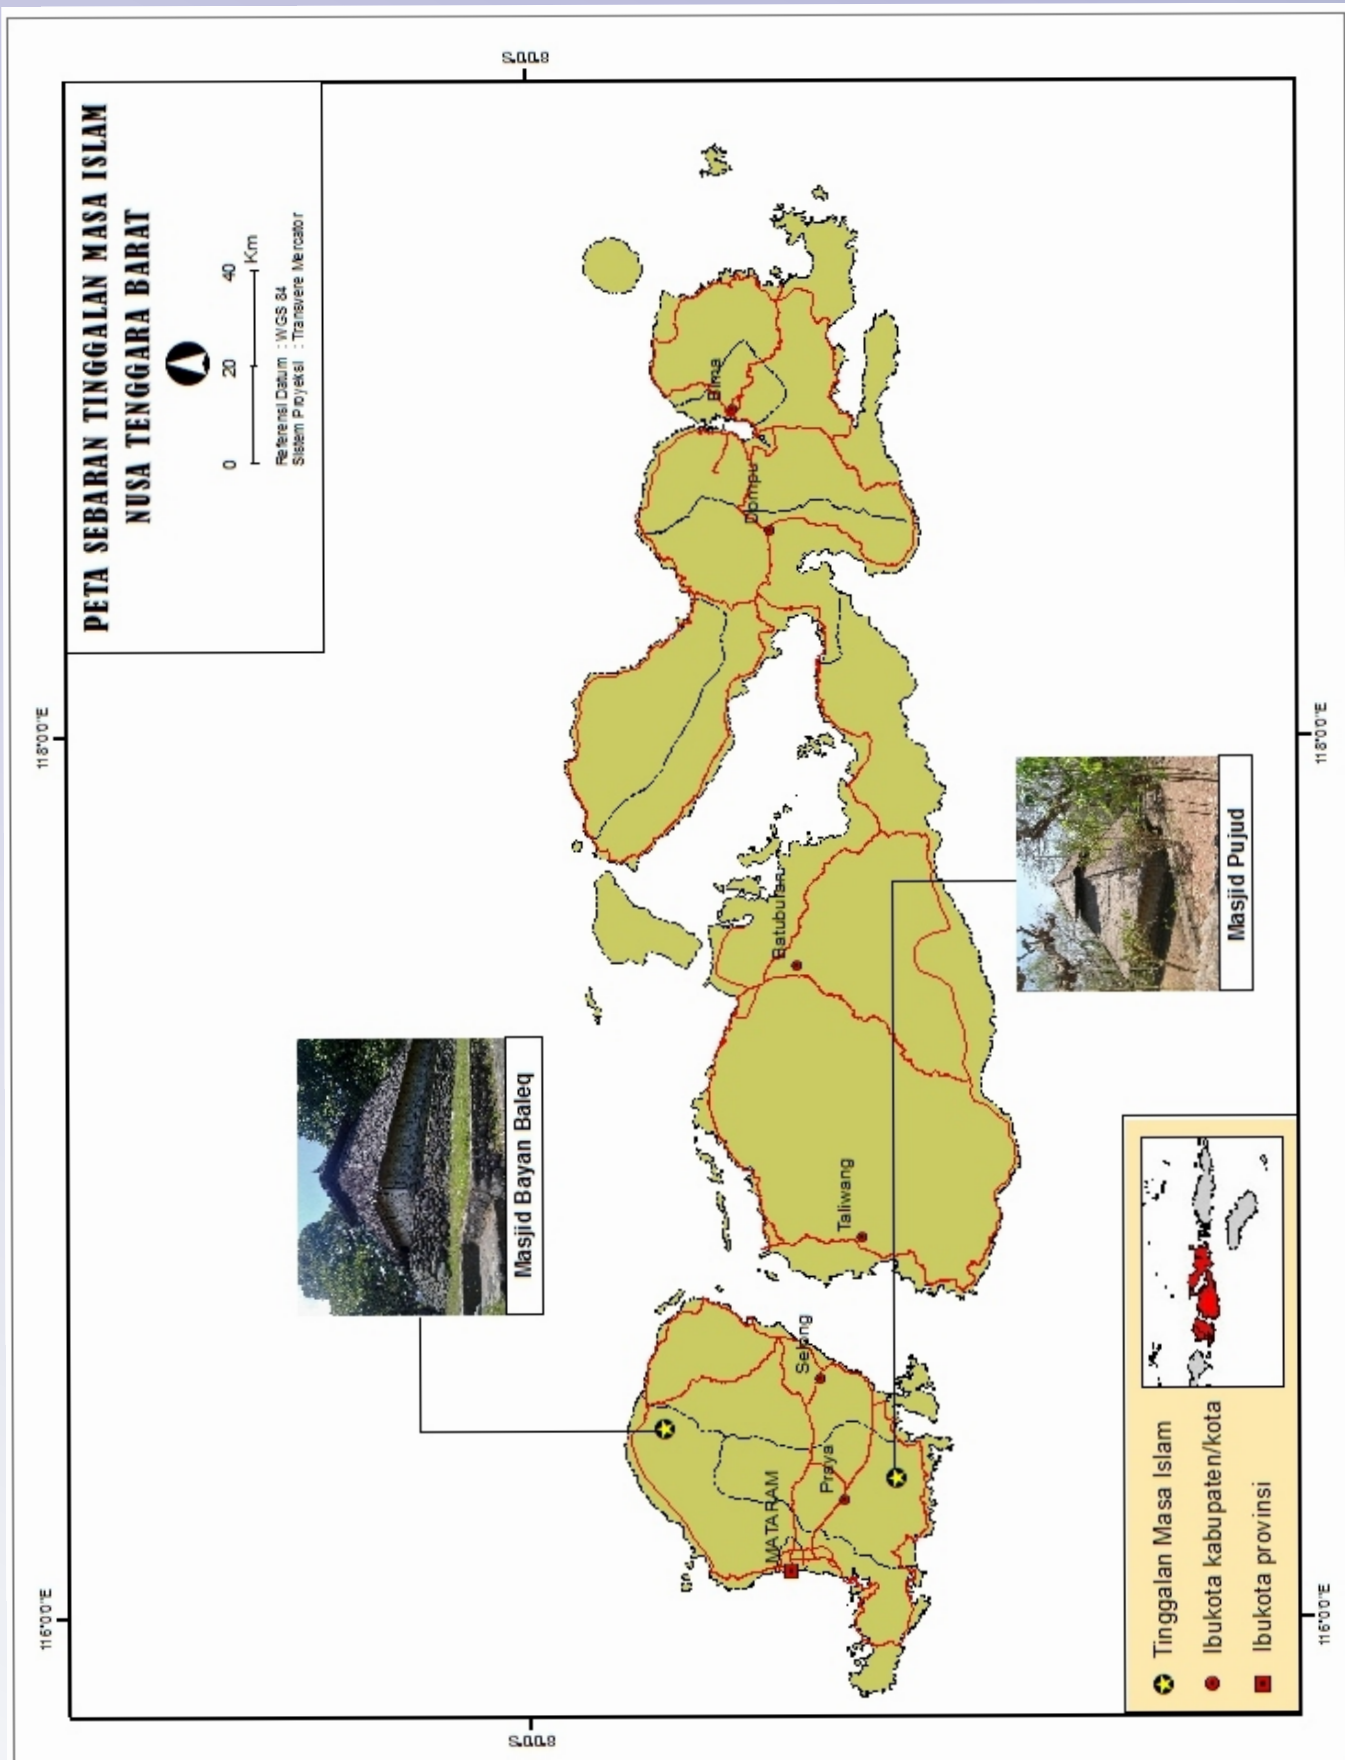 PETA SEBARAN TINGGALAN MASA ISLAM
NUSA TENGGARA BARAT
0 20 40 Km
Referensi Datum : WGS 84
Sistem Proyeksi : Transvere Mercator
116°0'0"E
118°0'0"E
8°0'0"S
8°0'0"S
Masjid Bayan Baleq
Bima
Dompu
Batubulan
Taliwang
Selong
MATARAM
Praya
Masjid Pujud
Tinggalan Masa Islam
Ibukota kabupaten/kota
Ibukota provinsi
116°0'0"E
118°0'0"E